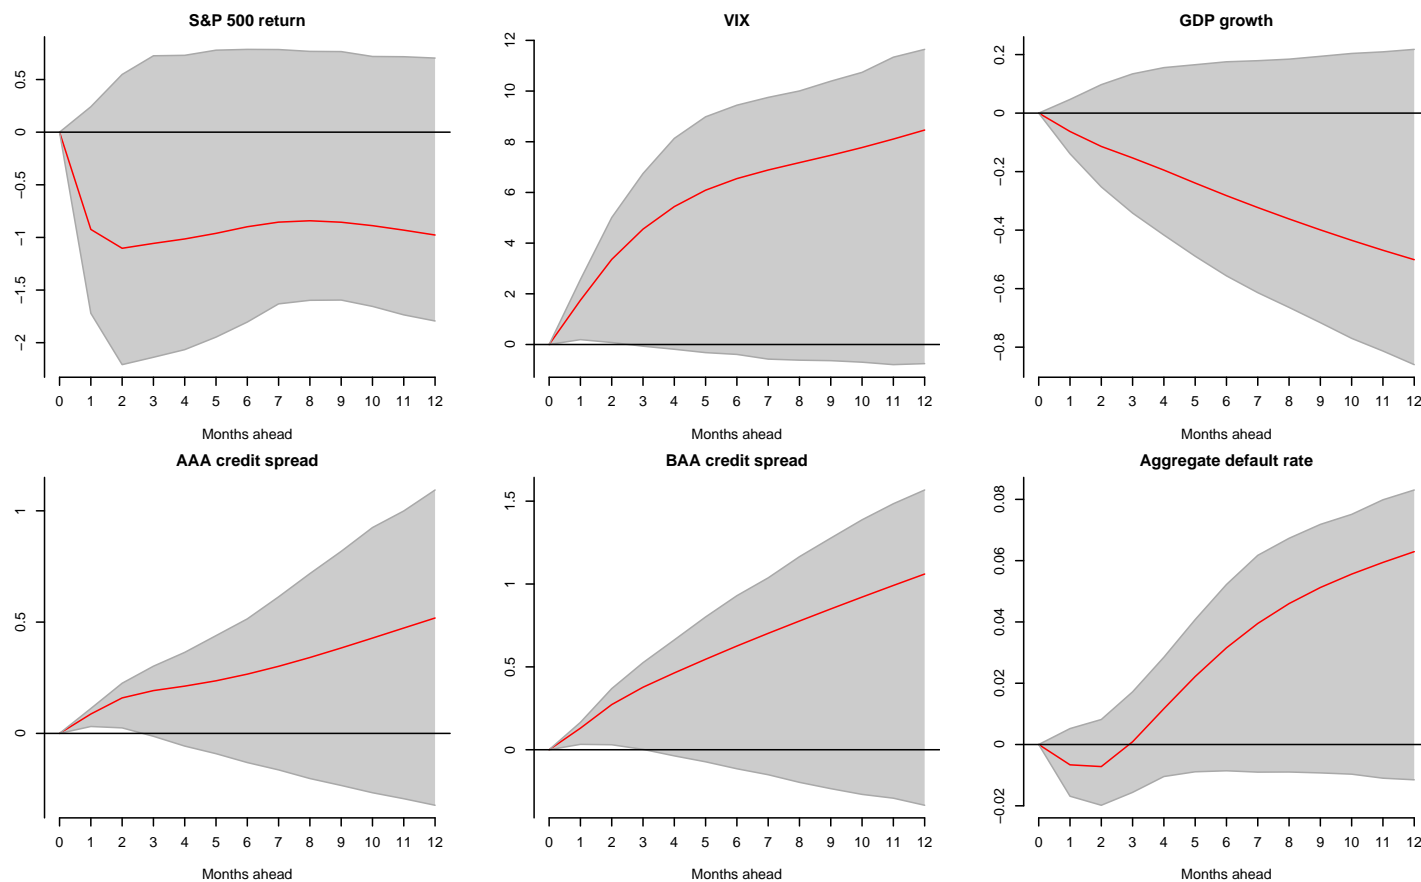 S&P 500 return
0.5
0
−0.5
−1
−1.5
−2
0 1 2 3 4 5 6 7 8 9 10 11 12
Months ahead
VIX
12
10
8
6
4
2
0
0 1 2 3 4 5 6 7 8 9 10 11 12
Months ahead
GDP growth
0.2
0
−0.2
−0.4
−0.6
−0.8
0 1 2 3 4 5 6 7 8 9 10 11 12
Months ahead
AAA credit spread
1
0.5
0
0 1 2 3 4 5 6 7 8 9 10 11 12
Months ahead
BAA credit spread
1.5
1
0.5
0
0 1 2 3 4 5 6 7 8 9 10 11 12
Months ahead
Aggregate default rate
0.08
0.06
0.04
0.02
0
−0.02
0 1 2 3 4 5 6 7 8 9 10 11 12
Months ahead